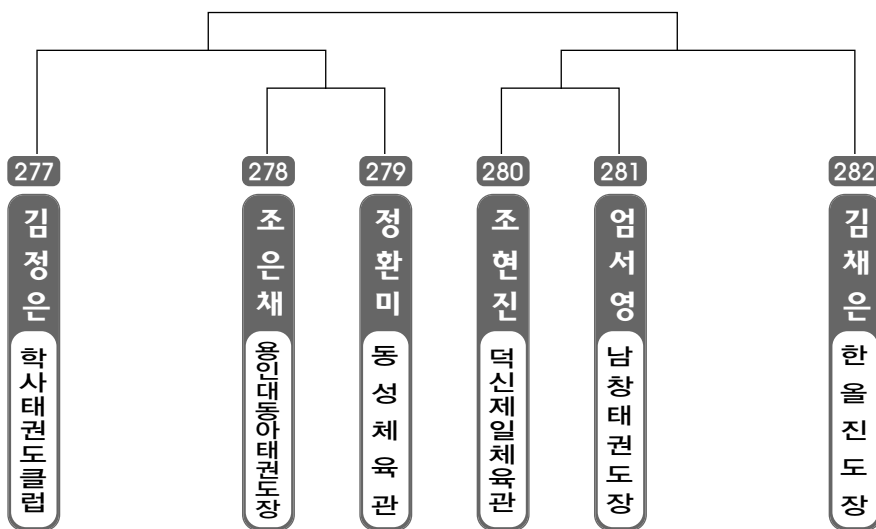 277
김정은
학사태권도클럽
278
조은채
용인대동아태권도장
279
정환미
동성체육관
280
조현진
덕신제일체육관
281
엄서영
남창태권도장
282
김채은
한올진도장